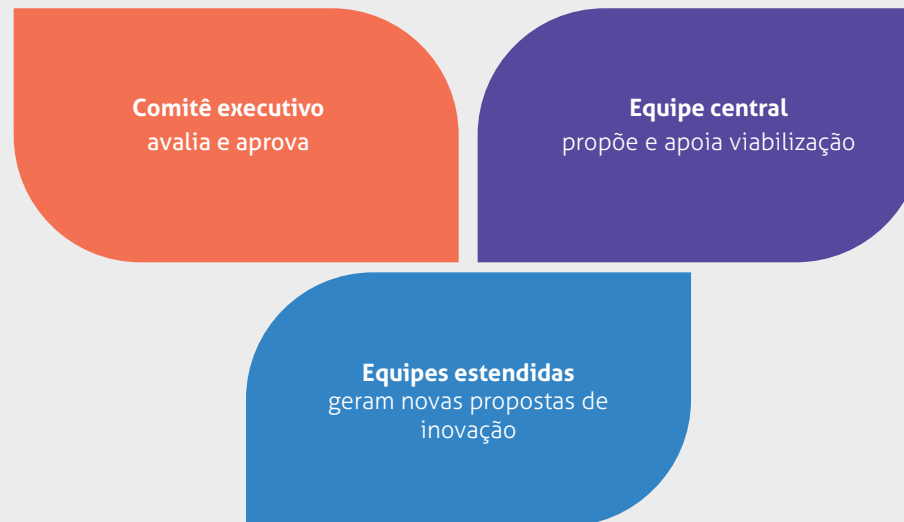 Comitê executivo
avalia e aprova
Equipe central
propõe e apoia viabilização
Equipes estendidas
geram novas propostas de
inovação